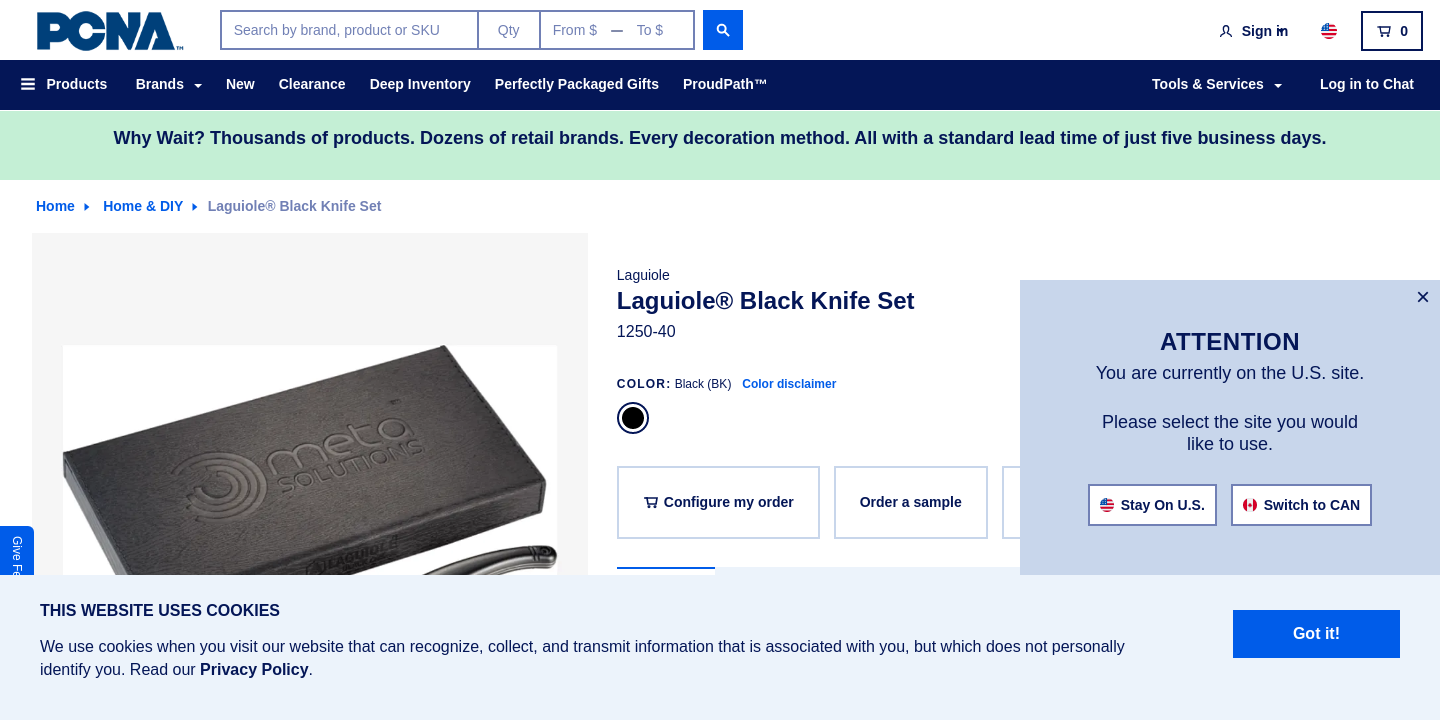 PCNA™
Search by brand, product or SKU
Qty
From $ — To $
Sign in
0
Products
Brands
New
Clearance
Deep Inventory
Perfectly Packaged Gifts
ProudPath™
Tools & Services
Log in to Chat
Why Wait? Thousands of products. Dozens of retail brands. Every decoration method. All with a standard lead time of just five business days.
Home
Home & DIY
Laguiole® Black Knife Set
meta
SOLUTIONS
LAGUIOLE
Laguiole
Laguiole® Black Knife Set
1250-40
COLOR: Black (BK) Color disclaimer
Configure my order
Order a sample
×
ATTENTION
You are currently on the U.S. site.
Please select the site you would
like to use.
Stay On U.S.
Switch to CAN
Give Fe
THIS WEBSITE USES COOKIES
We use cookies when you visit our website that can recognize, collect, and transmit information that is associated with you, but which does not personally
identify you. Read our Privacy Policy.
Got it!